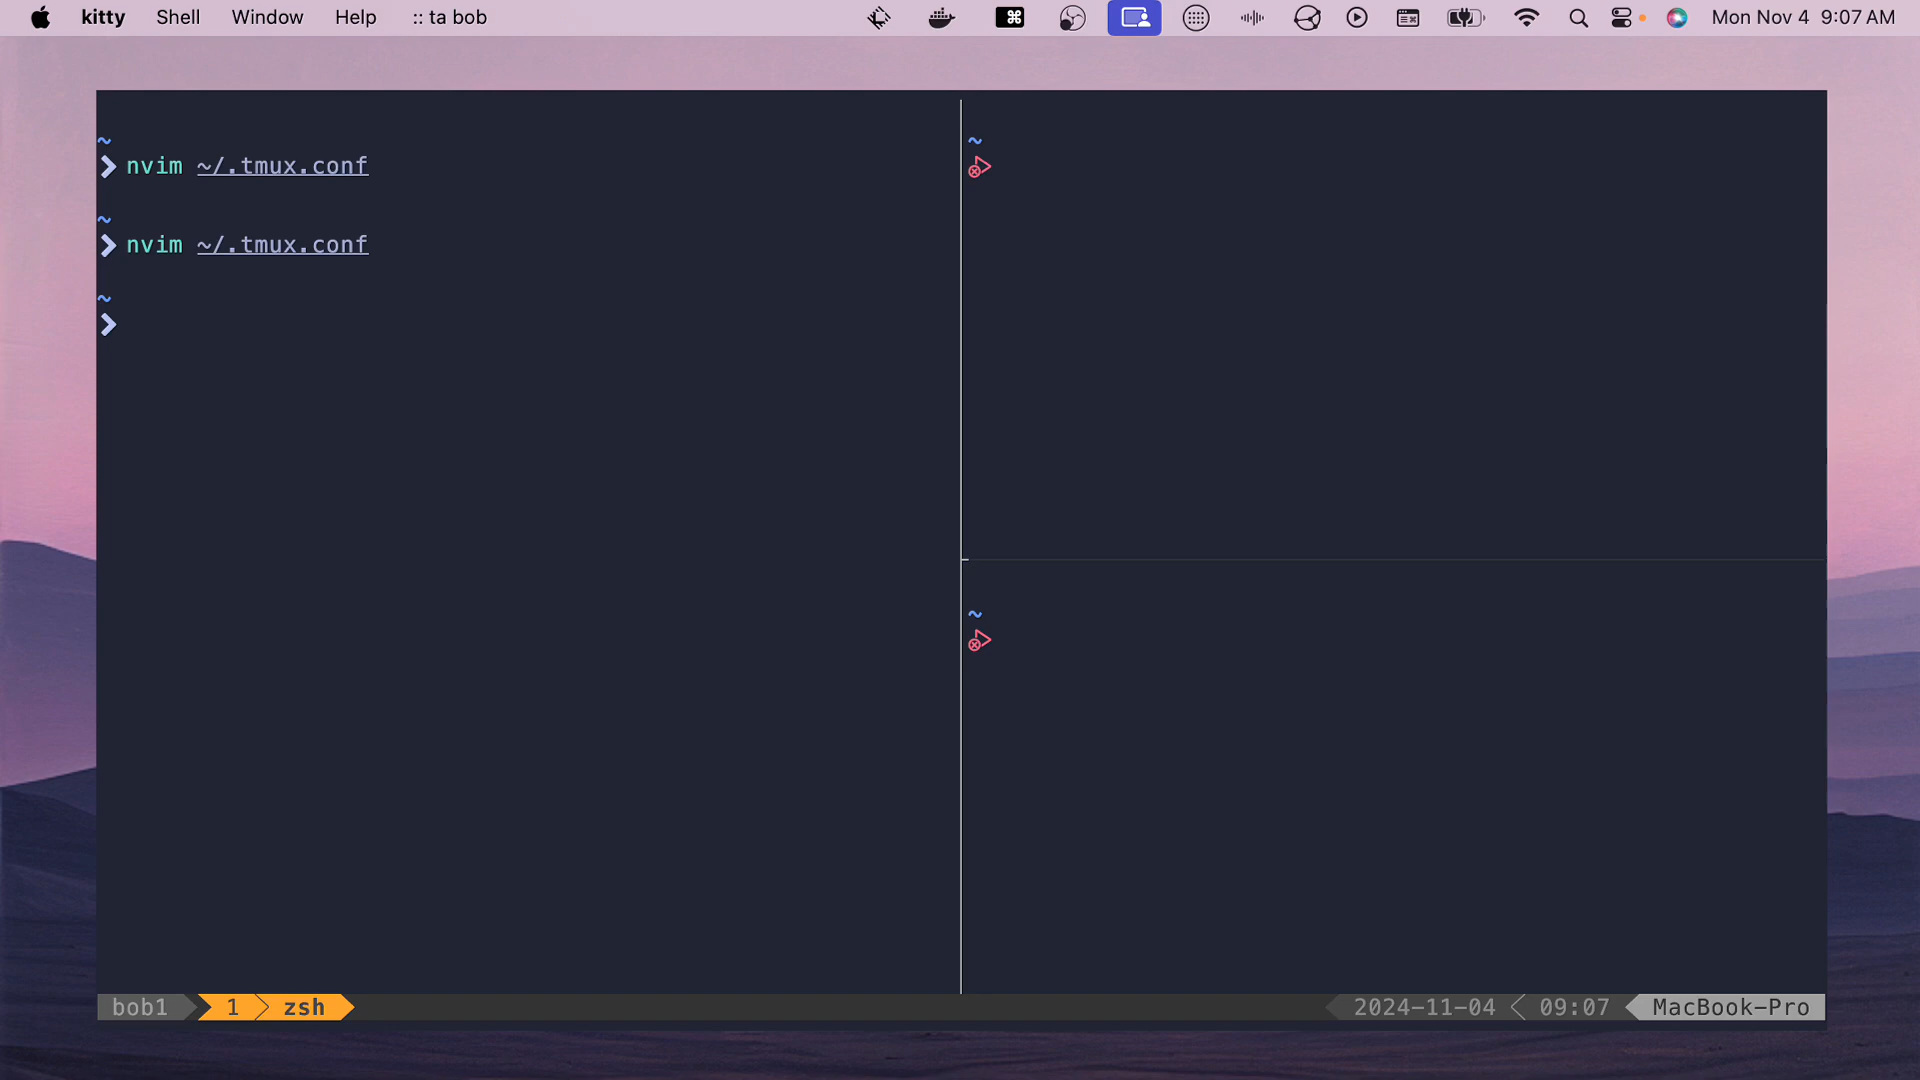 kitty Shell Window Help :: ta bob Mon Nov 4 9:07 AM
~
❯ nvim ~/.tmux.conf
~
❯ nvim ~/.tmux.conf
~
❯
~
~
bob1 1 zsh 2024-11-04 09:07 MacBook-Pro